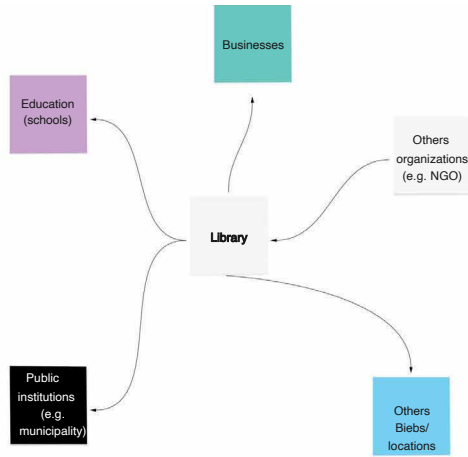 Businesses
Education
(schools)
Others
organizations
(e.g. NGO)
Library
Public
institutions
(e.g.
municipality)
Others
Biebs/
locations